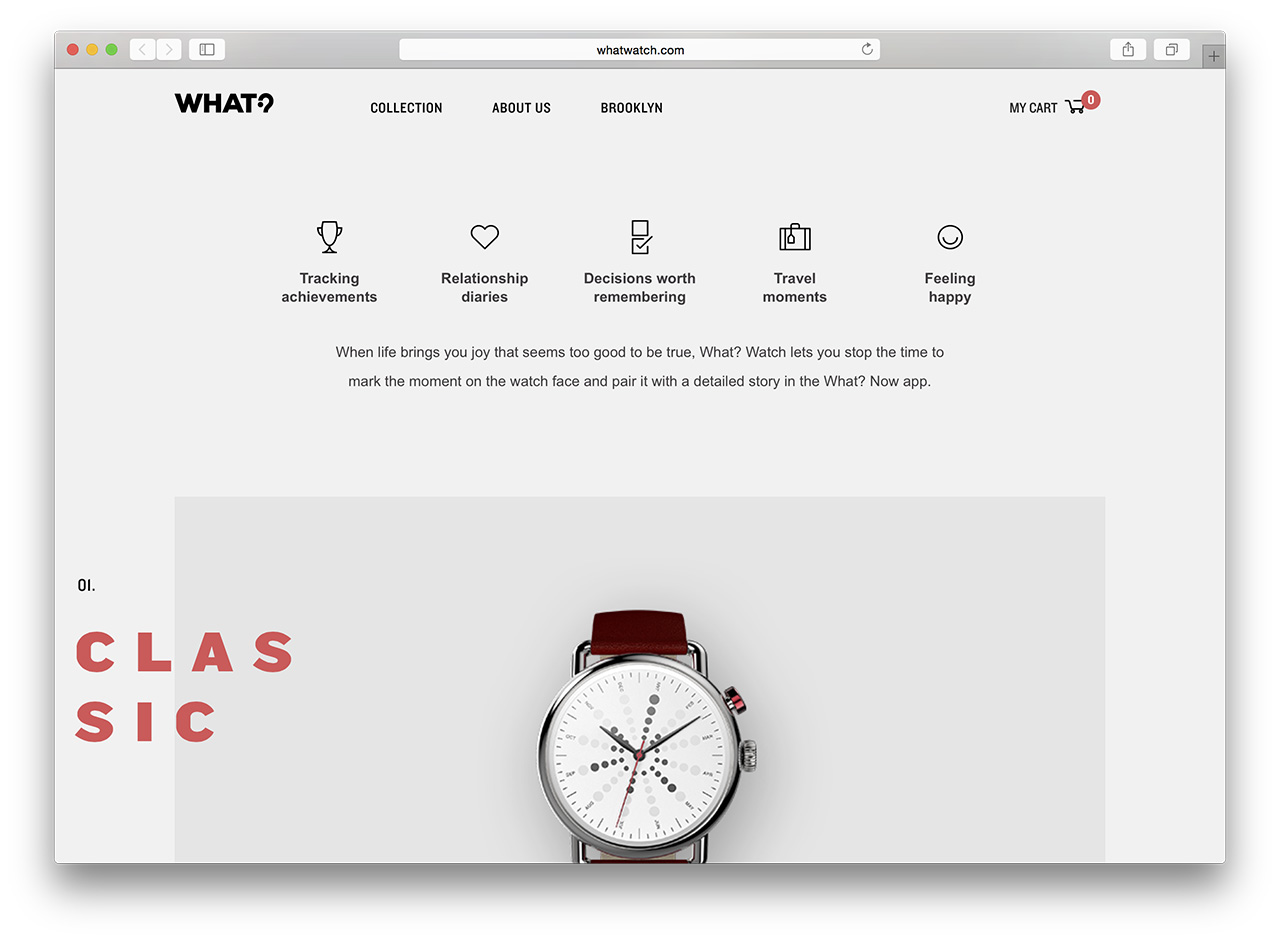 whatwatch.com
WHAT?
COLLECTION ABOUT US BROOKLYN
MY CART 0
Tracking
achievements
Relationship
diaries
Decisions worth
remembering
Travel
moments
Feeling
happy
When life brings you joy that seems too good to be true, What? Watch lets you stop the time to
mark the moment on the watch face and pair it with a detailed story in the What? Now app.
01.
CLAS
SIC
JAN
FEB
MAR
APR
MAY
JUN
AUG
SEP
OCT
DEC